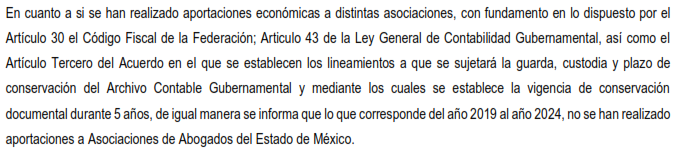 En cuanto a si se han realizado aportaciones económicas a distintas asociaciones, con fundamento en lo dispuesto por el
Artículo 30 el Código Fiscal de la Federación; Articulo 43 de la Ley General de Contabilidad Gubernamental, así como el
Artículo Tercero del Acuerdo en el que se establecen los lineamientos a que se sujetará la guarda, custodia y plazo de
conservación del Archivo Contable Gubernamental y mediante los cuales se establece la vigencia de conservación
documental durante 5 años, de igual manera se informa que lo que corresponde del año 2019 al año 2024, no se han realizado
aportaciones a Asociaciones de Abogados del Estado de México.